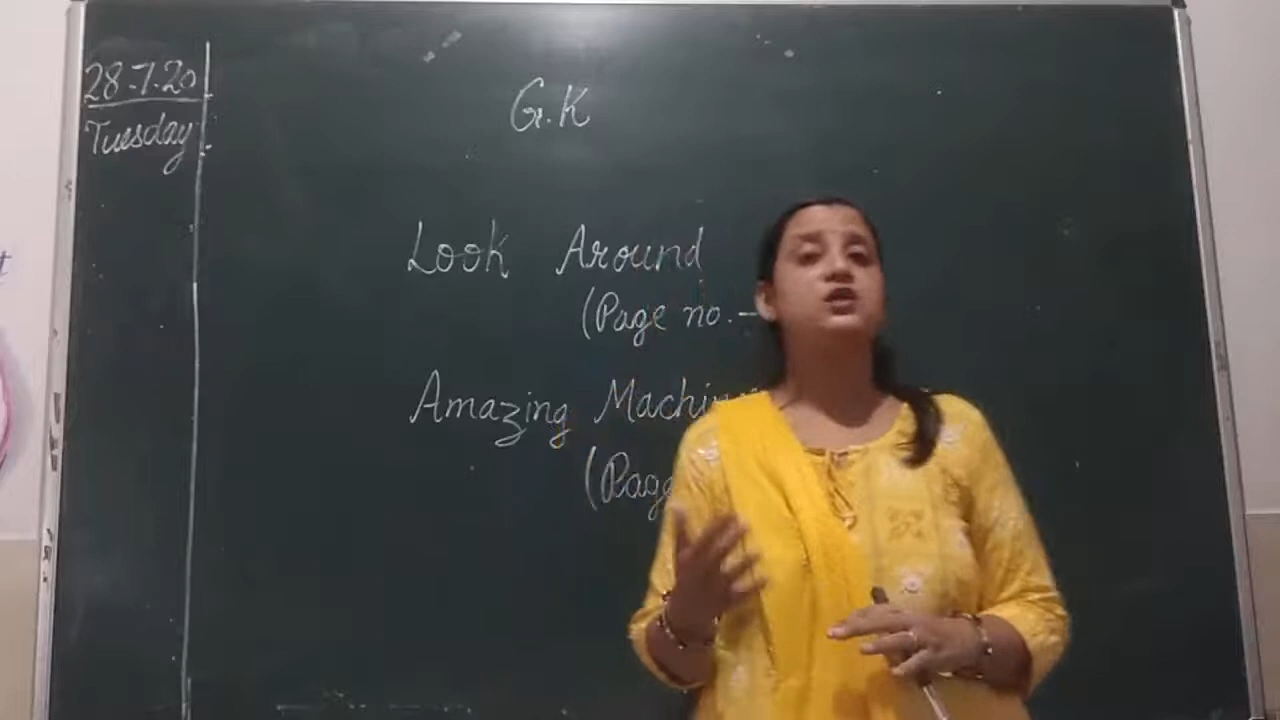 28.7.20
Tuesday
G.K
Look Around
(Page no.-
Amazing Machin
(Page